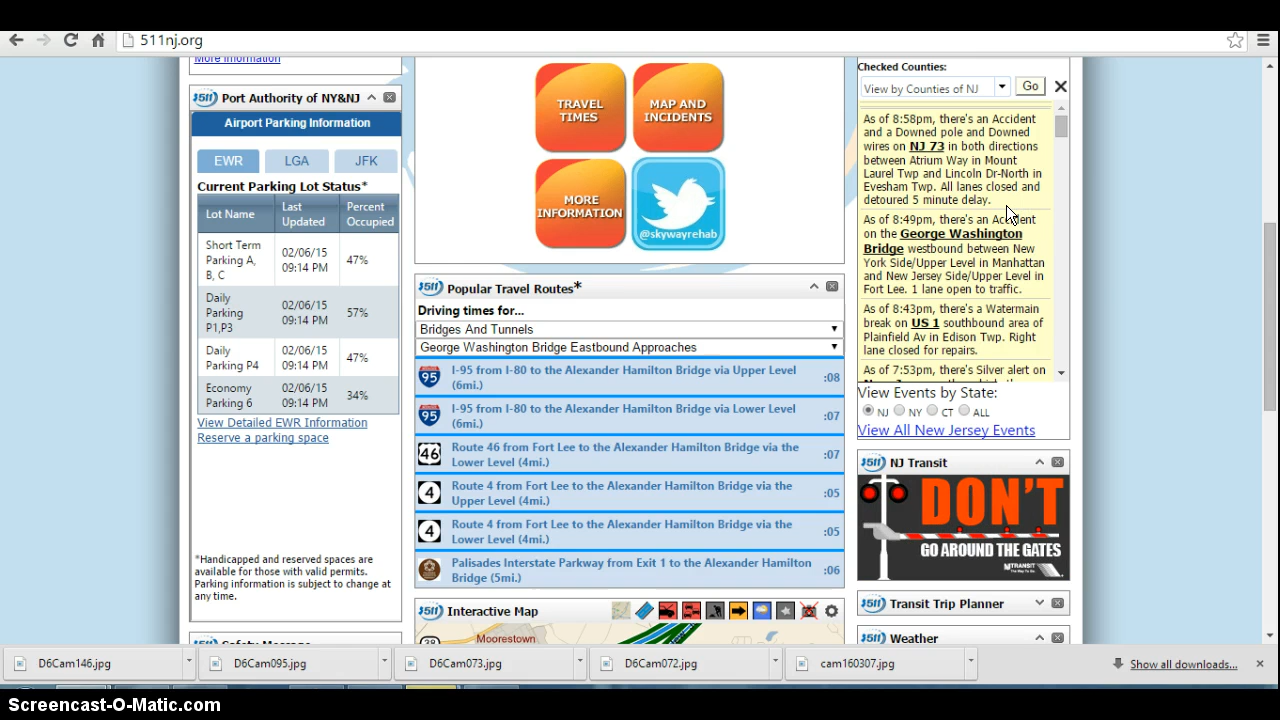 511nj.org
More Information
511 Port Authority of NY&NJ
Airport Parking Information
EWR
LGA
JFK
Current Parking Lot Status*
Lot Name
Last Updated
Percent Occupied
Short Term Parking A, B, C
02/06/15 09:14 PM
47%
Daily Parking P1,P3
02/06/15 09:14 PM
57%
Daily Parking P4
02/06/15 09:14 PM
47%
Economy Parking 6
02/06/15 09:14 PM
34%
View Detailed EWR Information
Reserve a parking space
*Handicapped and reserved spaces are
available for those with valid permits.
Parking information is subject to change at
any time.
TRAVEL
TIMES
MAP AND
INCIDENTS
MORE
INFORMATION
@skywayrehab
511 Popular Travel Routes*
Driving times for...
Bridges And Tunnels
George Washington Bridge Eastbound Approaches
95 I-95 from I-80 to the Alexander Hamilton Bridge via Upper Level :08
(6mi.)
95 I-95 from I-80 to the Alexander Hamilton Bridge via Lower Level :07
(6mi.)
46 Route 46 from Fort Lee to the Alexander Hamilton Bridge via the :07
Lower Level (4mi.)
4 Route 4 from Fort Lee to the Alexander Hamilton Bridge via the :05
Upper Level (4mi.)
4 Route 4 from Fort Lee to the Alexander Hamilton Bridge via the :05
Lower Level (4mi.)
Palisades Interstate Parkway from Exit 1 to the Alexander Hamilton :06
Bridge (5mi.)
511 Interactive Map
Moorestown
38
Checked Counties:
View by Counties of NJ
Go
As of 8:58pm, there's an Accident
and a Downed pole and Downed
wires on NJ 73 in both directions
between Atrium Way in Mount
Laurel Twp and Lincoln Dr-North in
Evesham Twp. All lanes closed and
detoured 5 minute delay.
As of 8:49pm, there's an Accident
on the George Washington
Bridge westbound between New
York Side/Upper Level in Manhattan
and New Jersey Side/Upper Level in
Fort Lee. 1 lane open to traffic.
As of 8:43pm, there's a Watermain
break on US 1 southbound area of
Plainfield Av in Edison Twp. Right
lane closed for repairs.
As of 7:53pm, there's Silver alert on
View Events by State:
NJ NY CT ALL
View All New Jersey Events
511 NJ Transit
DON'T
GO AROUND THE GATES
NJTRANSIT
The Way To Go.
511 Transit Trip Planner
511 Weather
511 Safety Message
D6Cam146.jpg
D6Cam095.jpg
D6Cam073.jpg
D6Cam072.jpg
cam160307.jpg
Show all downloads...
Screencast-O-Matic.com